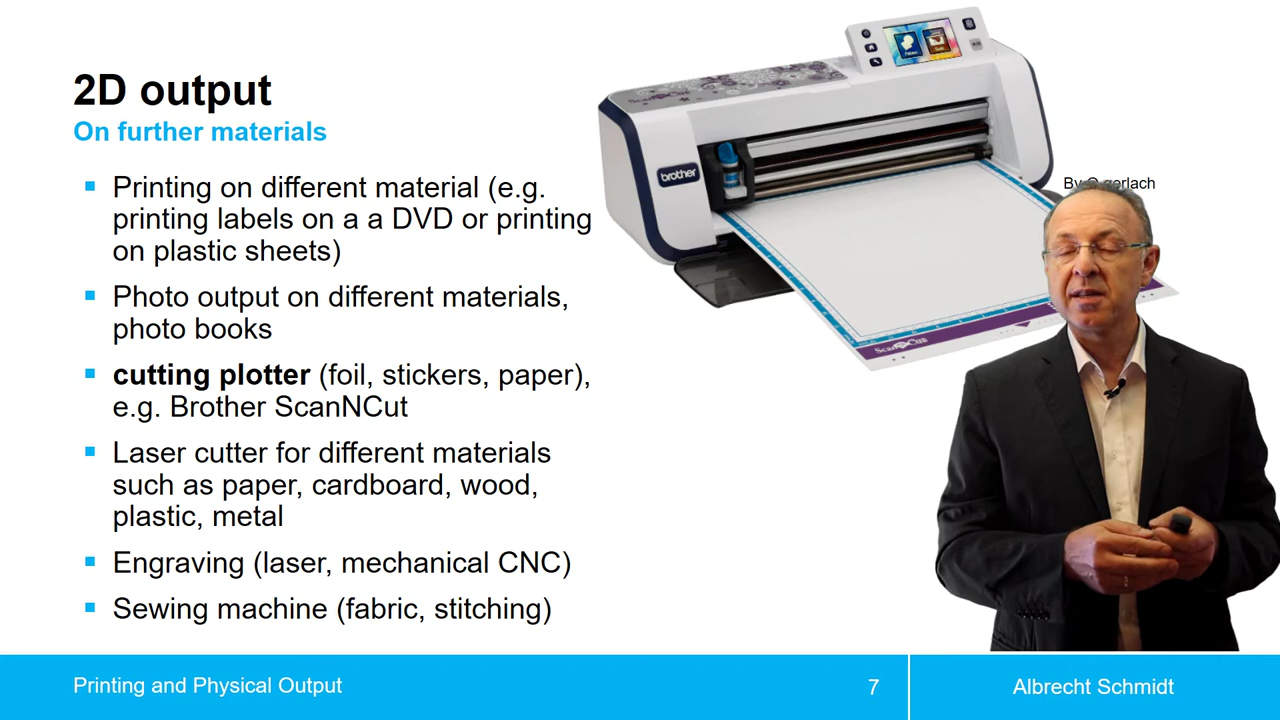 2D output
On further materials
Printing on different material (e.g.
printing labels on a a DVD or printing
on plastic sheets)
Photo output on different materials,
photo books
cutting plotter (foil, stickers, paper),
e.g. Brother ScanNCut
Laser cutter for different materials
such as paper, cardboard, wood,
plastic, metal
Engraving (laser, mechanical CNC)
Sewing machine (fabric, stitching)
brother
Printing and Physical Output
7
Albrecht Schmidt